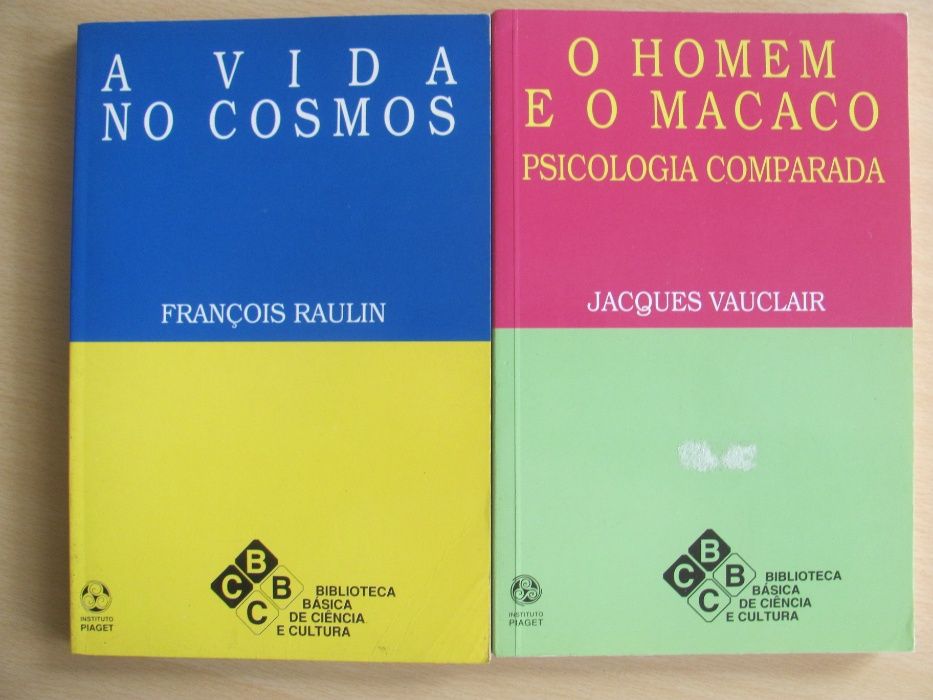 A VIDA
NO COSMOS
FRANÇOIS RAULIN
B
C B
C
BIBLIOTECA
BÁSICA
DE CIÊNCIA
E CULTURA
INSTITUTO
PIAGET
O HOMEM
E O MACACO
PSICOLOGIA COMPARADA
JACQUES VAUCLAIR
B
C B
C
BIBLIOTECA
BÁSICA
DE CIÊNCIA
E CULTURA
INSTITUTO
PIAGET